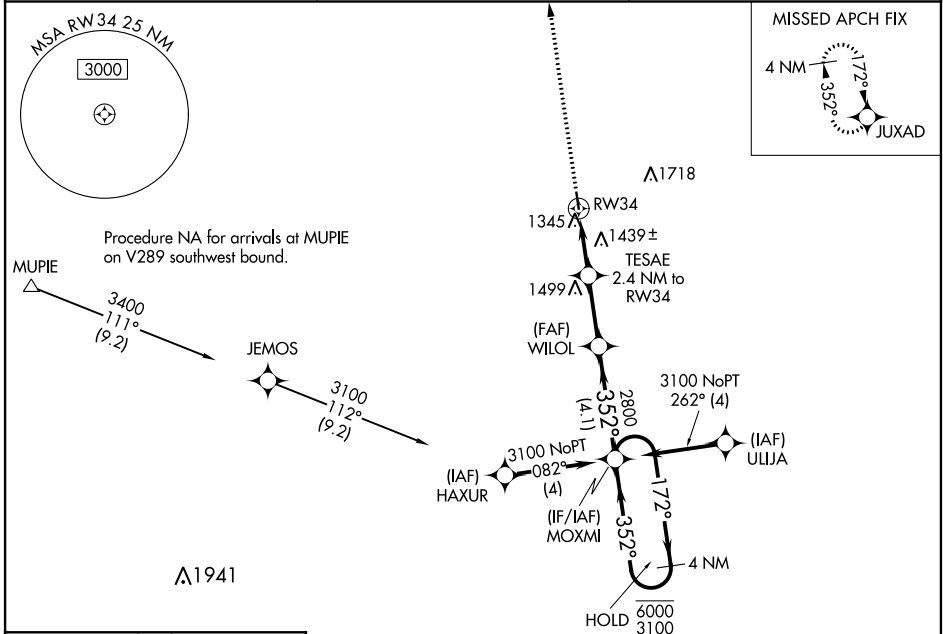 MSA RW 34 25 NM
3000
MISSED APCH FIX
4 NM
172°
352°
JUXAD
Procedure NA for arrivals at MUPIE
on V289 southwest bound.
MUPIE
3400
111°
(9.2)
JEMOS
3100
112°
(9.2)
1718
RW34
1345
1439±
TESAE
2.4 NM to
RW34
1499
(FAF)
WILOL
2800
352°
(4.1)
3100 NoPT
262° (4)
(IAF)
ULIJA
3100 NoPT
082°
(4)
(IAF)
HAXUR
(IF/IAF)
MOXMI
172°
352°
4 NM
HOLD
6000
3100
1941